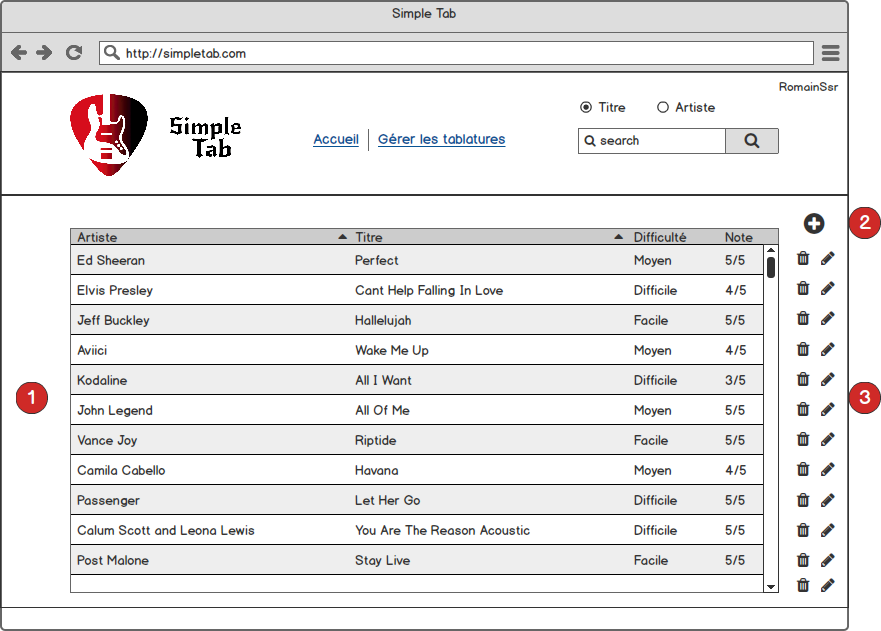 Simple Tab
http://simpletab.com
RomainSsr
Titre Artiste
Simple
Tab
Accueil Gérer les tablatures
search
2
Artiste Titre Difficulté Note
Ed Sheeran Perfect Moyen 5/5
Elvis Presley Cant Help Falling In Love Difficile 4/5
Jeff Buckley Hallelujah Facile 5/5
Aviici Wake Me Up Moyen 4/5
Kodaline All I Want Difficile 3/5
1
3
John Legend All Of Me Moyen 5/5
Vance Joy Riptide Facile 5/5
Camila Cabello Havana Moyen 4/5
Passenger Let Her Go Difficile 5/5
Calum Scott and Leona Lewis You Are The Reason Acoustic Difficile 5/5
Post Malone Stay Live Facile 5/5